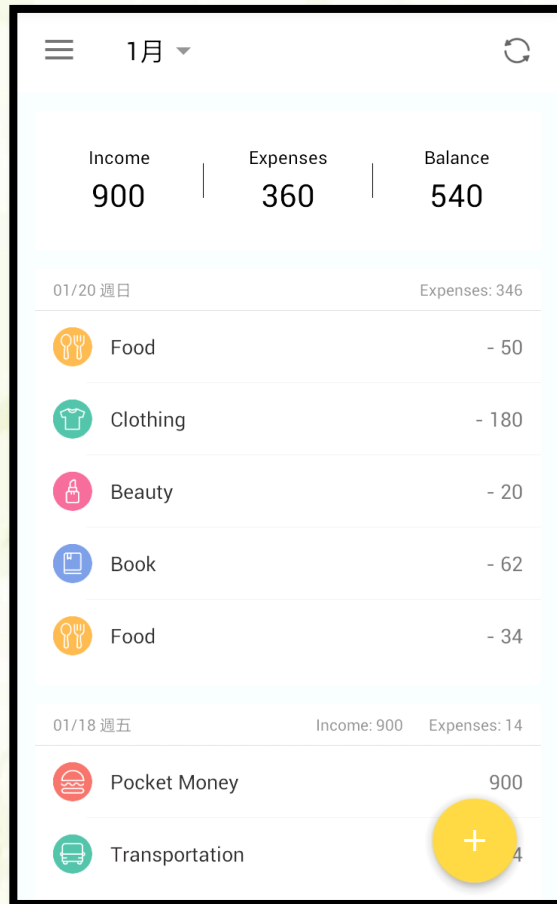 1月
Income Expenses Balance
900 360 540
01/20 週日 Expenses: 346
Food - 50
Clothing - 180
Beauty - 20
Book - 62
Food - 34
01/18 週五 Income: 900 Expenses: 14
Pocket Money 900
Transportation